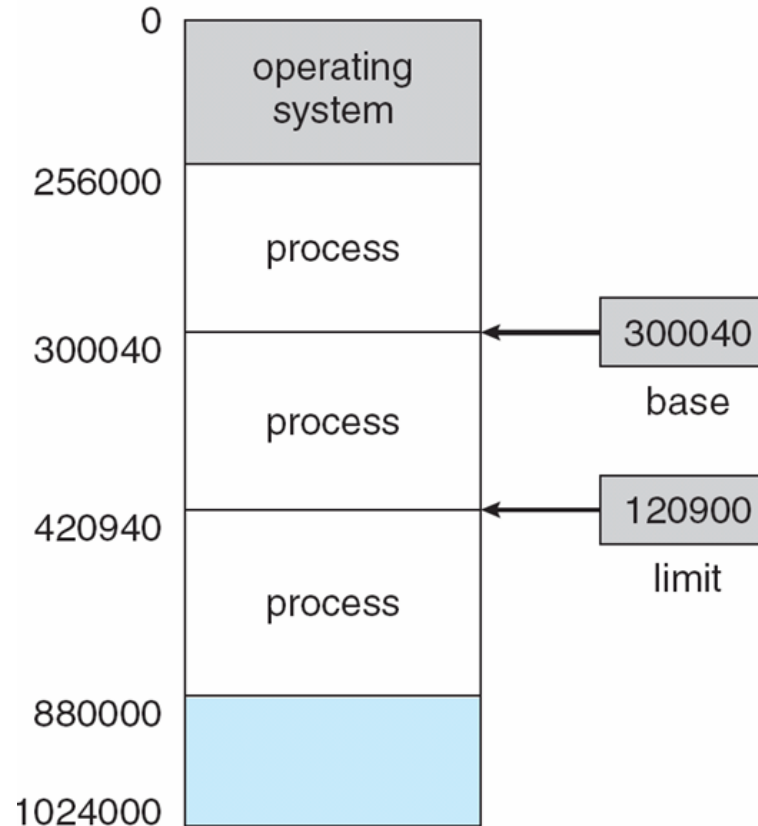 0
operating
system
256000
process
300040
300040
base
process
120900
420940
limit
process
880000
1024000